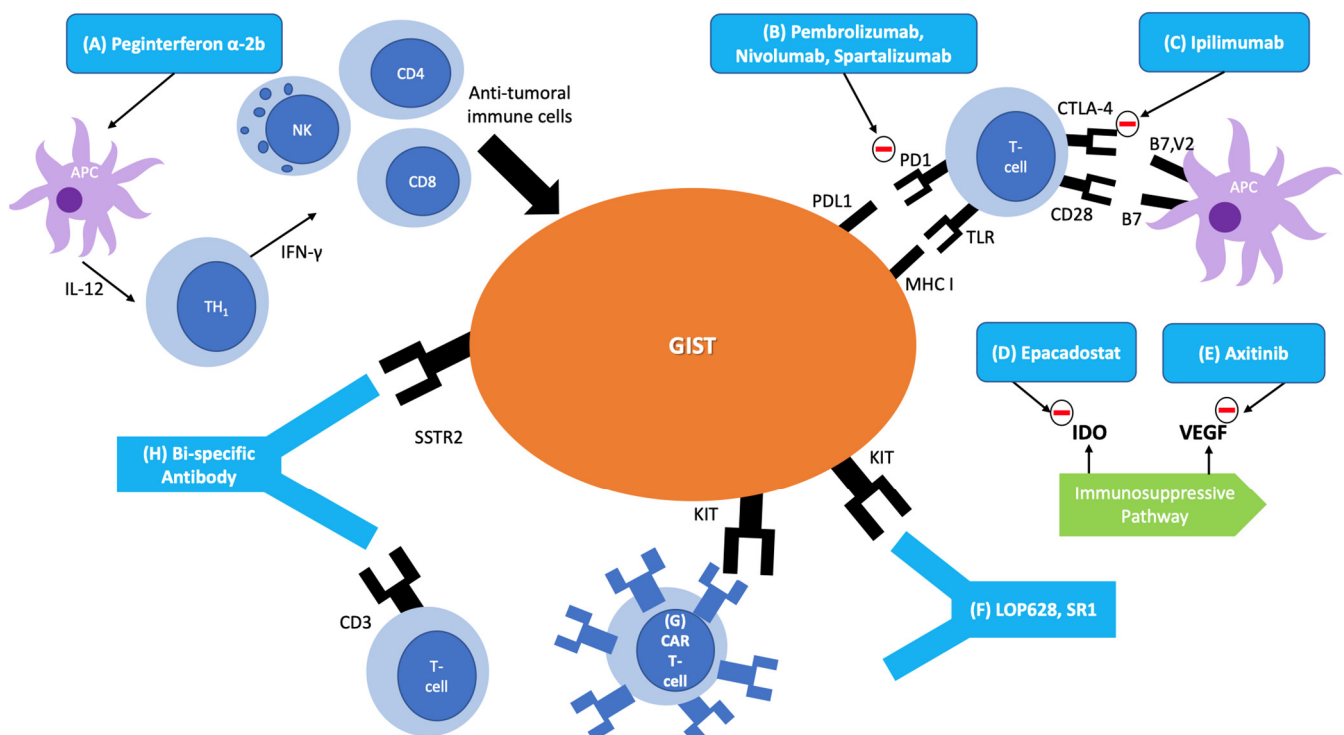 (A) Peginterferon α-2b
APC
IL-12
TH1
IFN-γ
NK
CD4
CD8
Anti-tumoral
immune cells
(B) Pembrolizumab,
Nivolumab, Spartalizumab
(C) Ipilimumab
CTLA-4
B7,V2
PD1
T-
cell
APC
PDL1
CD28
B7
TLR
MHC I
GIST
(D) Epacadostat
(E) Axitinib
IDO
VEGF
Immunosuppressive
Pathway
SSTR2
(H) Bi-specific
Antibody
CD3
T-
cell
KIT
(G)
CAR
T-
cell
KIT
(F) LOP628, SR1